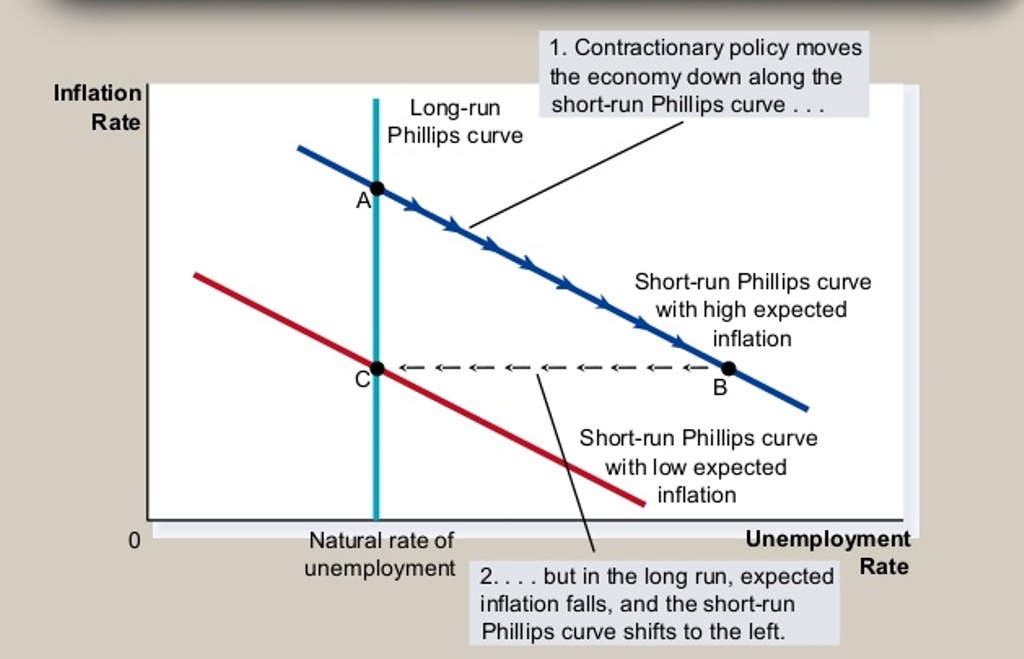 1. Contractionary policy moves
the economy down along the
short-run Phillips curve . . .
Inflation
Rate
Long-run
Phillips curve
A
Short-run Phillips curve
with high expected
inflation
C
B
Short-run Phillips curve
with low expected
inflation
0
Natural rate of
unemployment
Unemployment
Rate
2. . . . but in the long run, expected
inflation falls, and the short-run
Phillips curve shifts to the left.